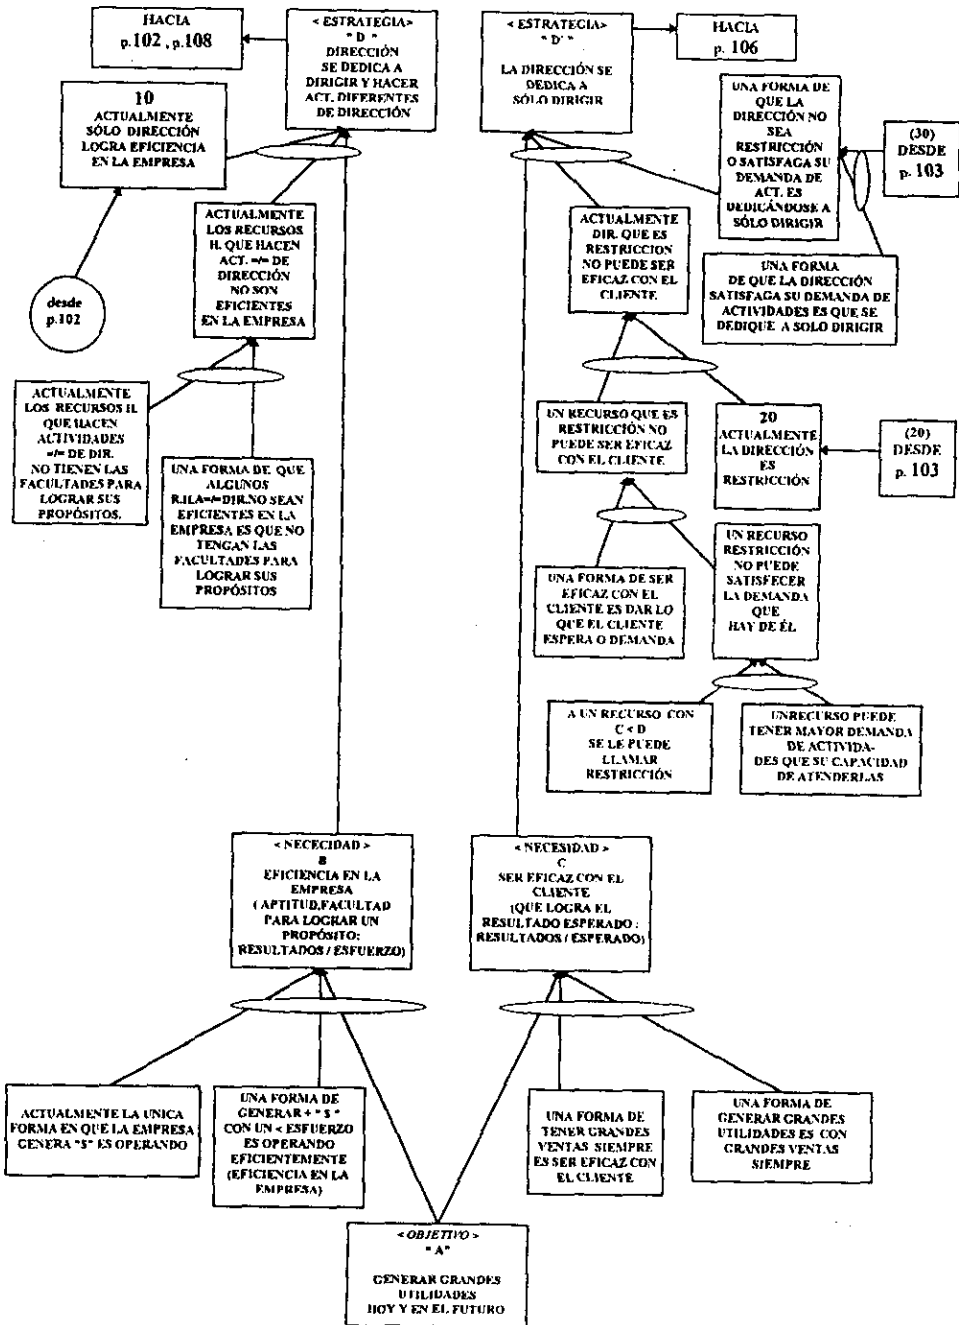 HACIA
p.102 , p.108
< ESTRATEGIA>
" D "
DIRECCIÓN
SE DEDICA A
DIRIGIR Y HACER
ACT. DIFERENTES
DE DIRECCIÓN
< ESTRATEGIA>
" D' "
LA DIRECCIÓN SE
DEDICA A
SÓLO DIRIGIR
HACIA
p. 106
10
ACTUALMENTE
SÓLO DIRECCIÓN
LOGRA EFICIENCIA
EN LA EMPRESA
UNA FORMA DE
QUE LA
DIRECCIÓN NO
SEA
RESTRICCIÓN
O SATISFAGA SU
DEMANDA DE
ACT. ES
DEDICÁNDOSE A
SÓLO DIRIGIR
(30)
DESDE
p. 103
ACTUALMENTE
LOS RECURSOS
H. QUE HACEN
ACT. =/= DE
DIRECCIÓN
NO SON
EFICIENTES
EN LA EMPRESA
ACTUALMENTE
DIR. QUE ES
RESTRICCION
NO PUEDE SER
EFICAZ CON EL
CLIENTE
UNA FORMA
DE QUE LA DIRECCIÓN
SATISFAGA SU DEMANDA DE
ACTIVIDADES ES QUE SE
DEDIQUE A SOLO DIRIGIR
desde
p.102
ACTUALMENTE
LOS RECURSOS H.
QUE HACEN
ACTIVIDADES
=/= DE DIR.
NO TIENEN LAS
FACULTADES PARA
LOGRAR SUS
PROPÓSITOS.
UNA FORMA DE QUE
ALGUNOS
R.H.A=/=DIR.NO SEAN
EFICIENTES EN LA
EMPRESA ES QUE NO
TENGAN LAS
FACULTADES PARA
LOGRAR SUS
PROPÓSITOS
UN RECURSO QUE ES
RESTRICCIÓN NO
PUEDE SER EFICAZ
CON EL CLIENTE
20
ACTUALMENTE
LA DIRECCIÓN
ES
RESTRICCIÓN
(20)
DESDE
p. 103
UNA FORMA DE SER
EFICAZ CON EL
CLIENTE ES DAR LO
QUE EL CLIENTE
ESPERA O DEMANDA
UN RECURSO
RESTRICCIÓN
NO PUEDE
SATISFECER
LA DEMANDA
QUE
HAY DE ÉL
A UN RECURSO CON
C < D
SE LE PUEDE
LLAMAR
RESTRICCIÓN
UNRECURSO PUEDE
TENER MAYOR DEMANDA
DE ACTIVIDA-
DES QUE SU CAPACIDAD
DE ATENDERLAS
< NECECIDAD >
B
EFICIENCIA EN LA
EMPRESA
( APTITUD,FACULTAD
PARA LOGRAR UN
PROPÓSITO:
RESULTADOS / ESFUERZO)
< NECESIDAD >
C
SER EFICAZ CON EL
CLIENTE
(QUE LOGRA EL
RESULTADO ESPERADO :
RESULTADOS / ESPERADO)
ACTUALMENTE LA UNICA
FORMA EN QUE LA EMPRESA
GENERA "$" ES OPERANDO
UNA FORMA DE
GENERAR + " $ "
CON UN < ESFUERZO
ES OPERANDO
EFICIENTEMENTE
(EFICIENCIA EN LA
EMPRESA)
UNA FORMA DE
TENER GRANDES
VENTAS SIEMPRE
ES SER EFICAZ CON
EL CLIENTE
UNA FORMA DE
GENERAR GRANDES
UTILIDADES ES CON
GRANDES VENTAS
SIEMPRE
< OBJETIVO >
" A"
GENERAR GRANDES
UTILIDADES
HOY Y EN EL FUTURO